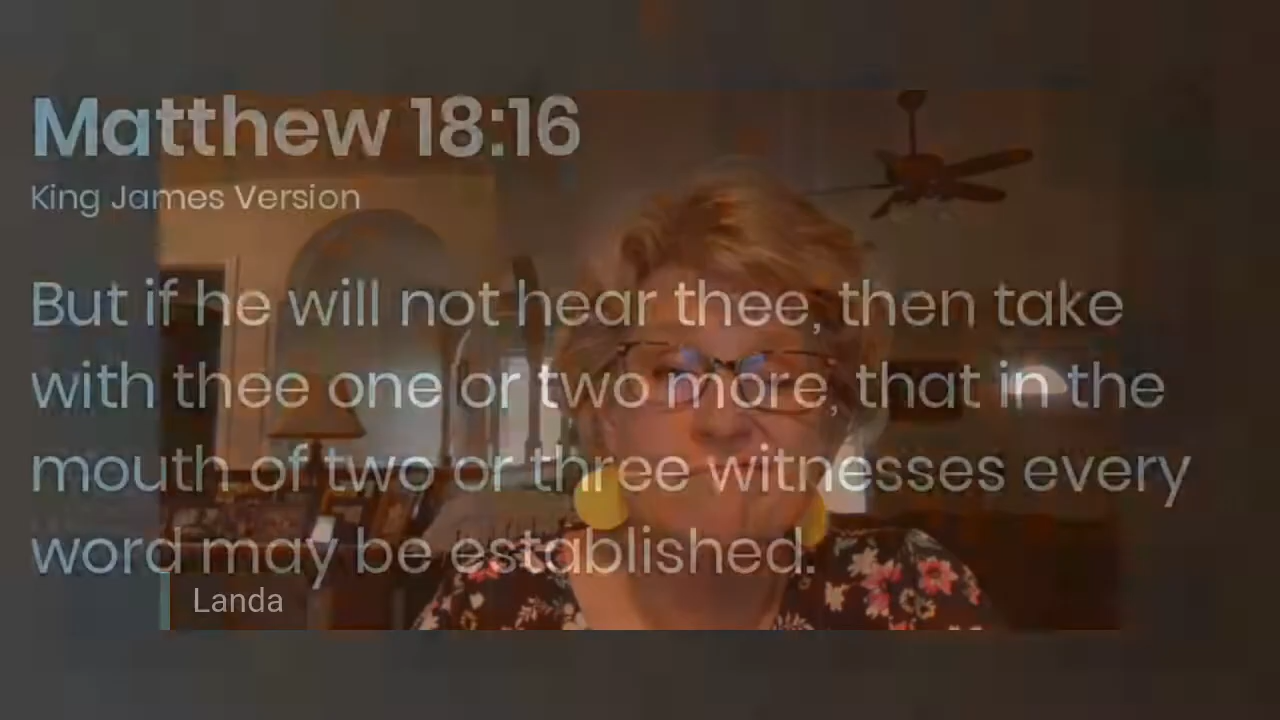 Matthew 18:16
King James Version
But if he will not hear thee, then take
with thee one or two more, that in the
mouth of two or three witnesses every
word may be established.
Landa